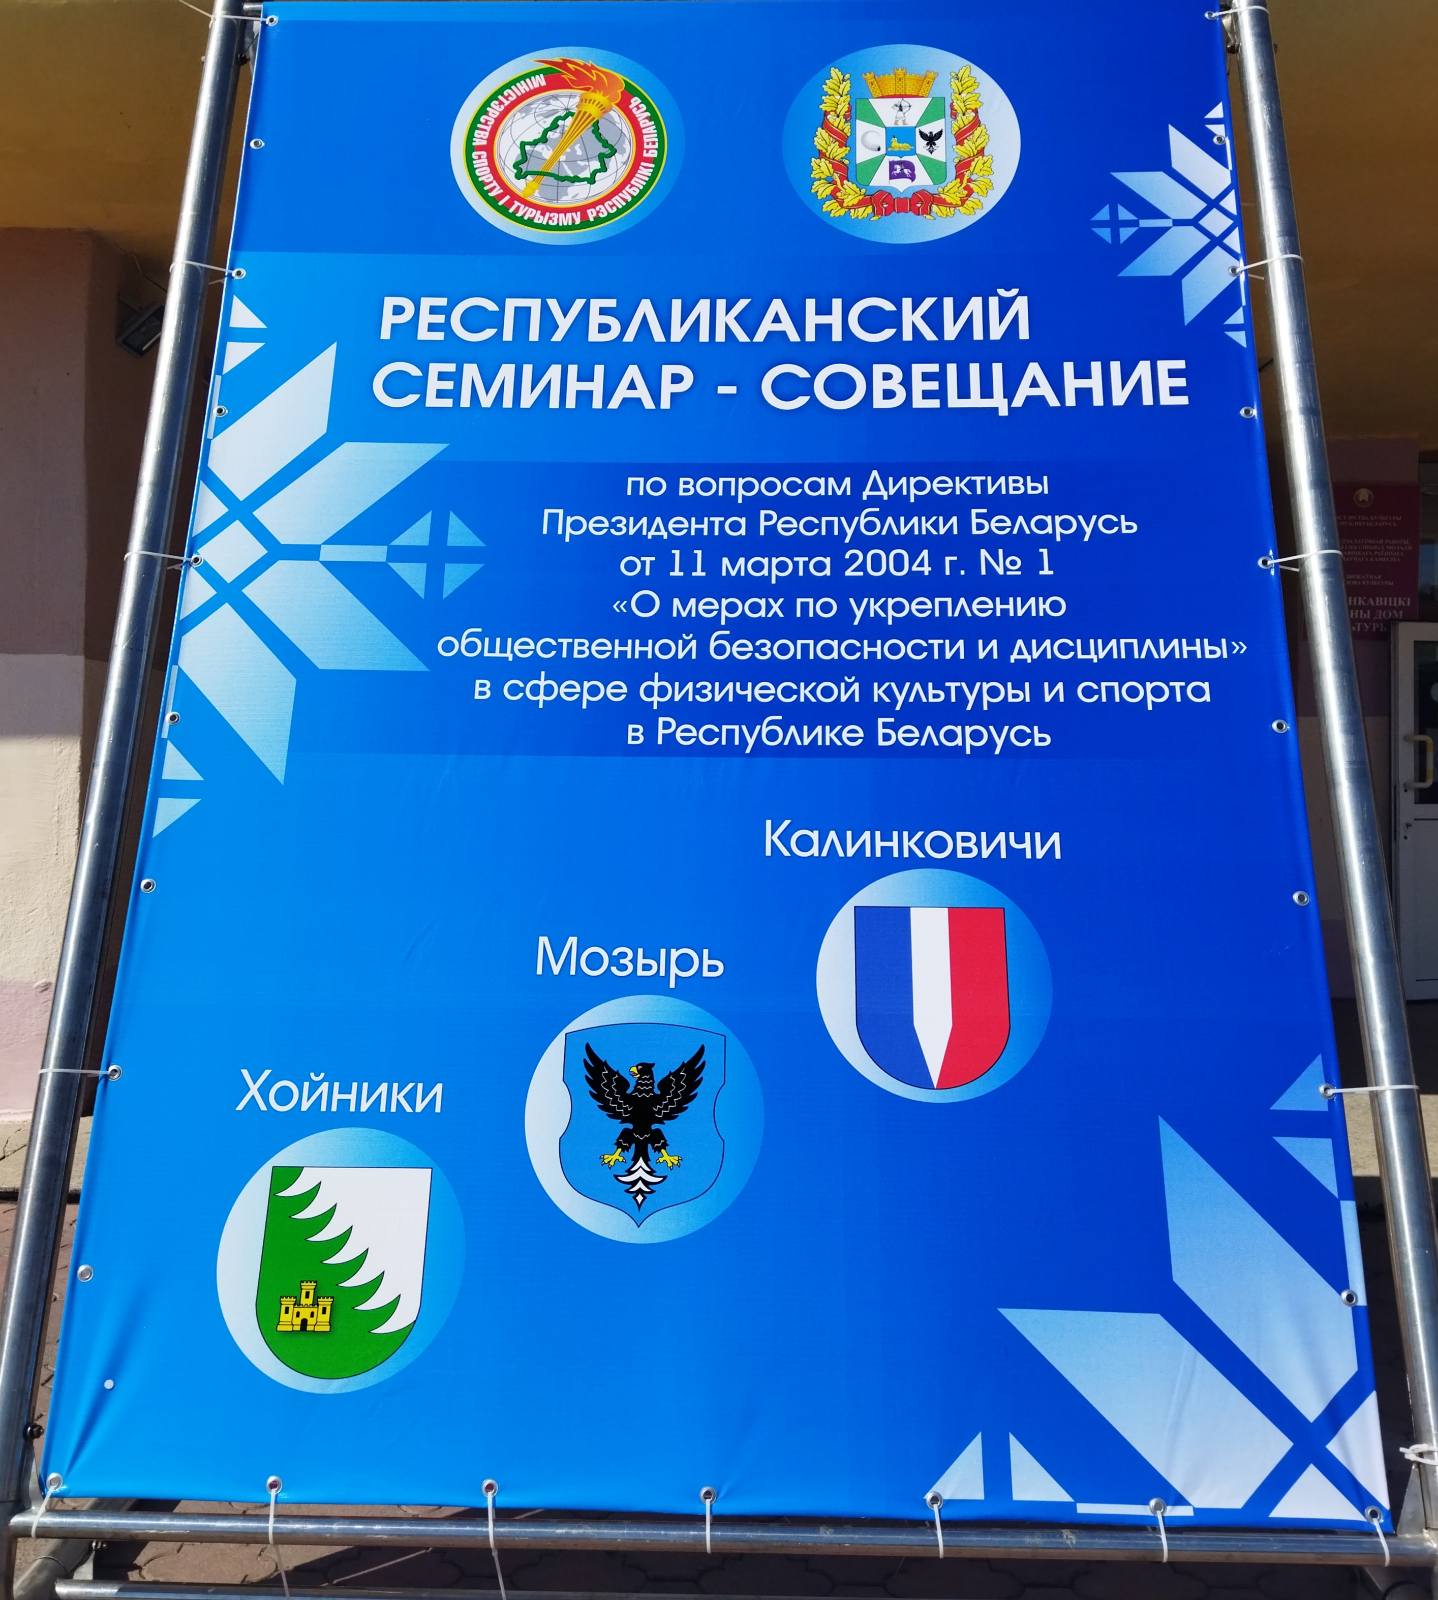 МІНІСТЭРСТВА СПОРТУ І ТУРЫЗМУ РЭСПУБЛІКІ БЕЛАРУСЬ
РЕСПУБЛИКАНСКИЙ
СЕМИНАР - СОВЕЩАНИЕ
по вопросам Директивы
Президента Республики Беларусь
от 11 марта 2004 г. № 1
«О мерах по укреплению
общественной безопасности и дисциплины»
в сфере физической культуры и спорта
в Республике Беларусь
Калинковичи
Мозырь
Хойники